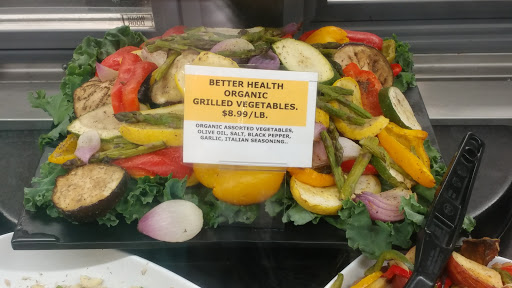 BETTER HEALTH
ORGANIC
GRILLED VEGETABLES.
$8.99/LB.
ORGANIC ASSORTED VEGETABLES,
OLIVE OIL, SALT, BLACK PEPPER,
GARLIC, ITALIAN SEASONING..